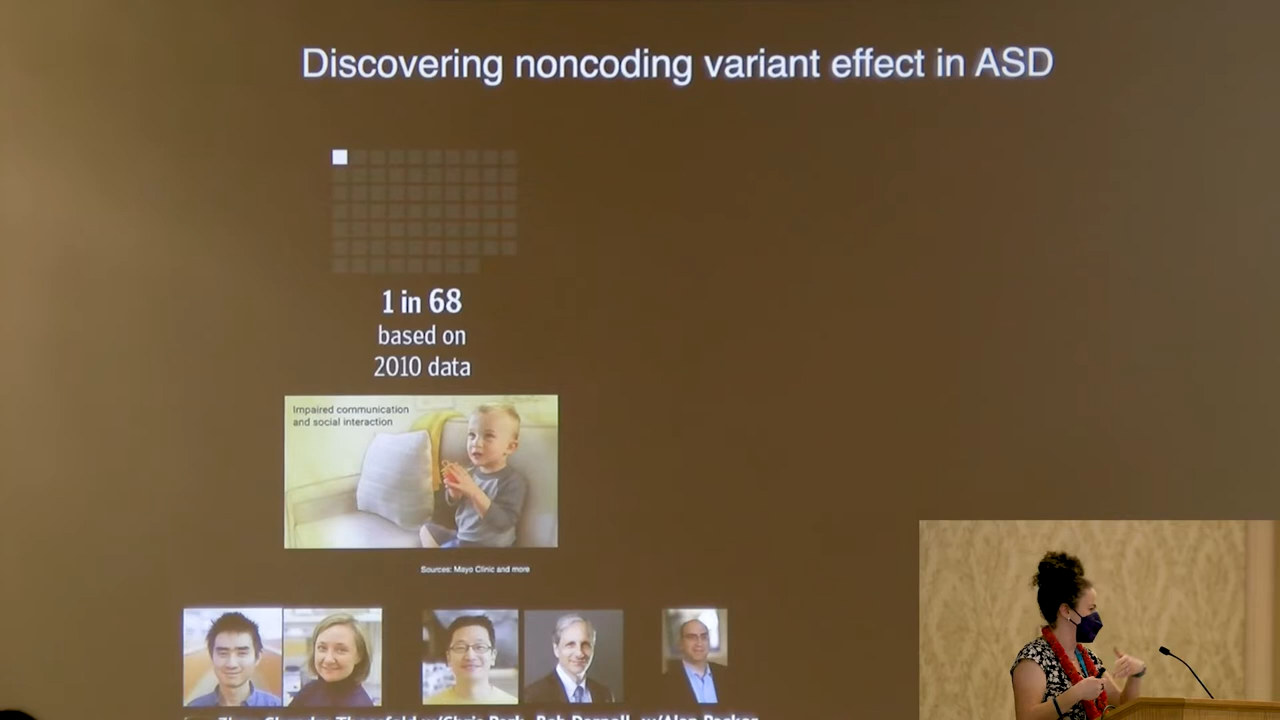 Discovering noncoding variant effect in ASD
1 in 68
based on
2010 data
Impaired communication
and social interaction
Sources: Mayo Clinic and more